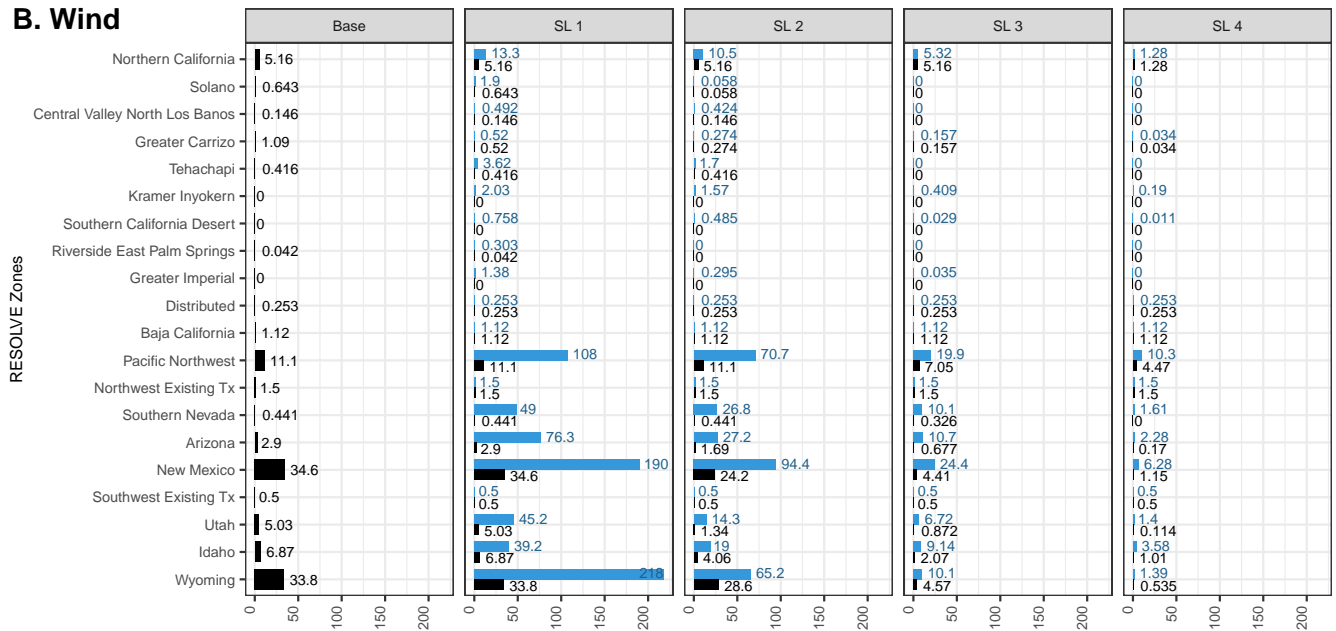 B. Wind
Base SL 1 SL 2 SL 3 SL 4
RESOLVE Zones
Northern California 5.16 13.3 5.16 10.5 5.16 5.32 5.16 1.28 1.28
Solano 0.643 1.9 0.643 0.058 0.058 0 0 0 0
Central Valley North Los Banos 0.146 0.492 0.146 0.424 0.146 0 0 0 0
Greater Carrizo 1.09 0.52 0.52 0.274 0.274 0.157 0.157 0.034 0.034
Tehachapi 0.416 3.62 0.416 1.7 0.416 0 0 0 0
Kramer Inyokern 0 2.03 0 1.57 0 0.409 0 0.19 0
Southern California Desert 0 0.758 0 0.485 0 0.029 0 0.011 0
Riverside East Palm Springs 0.042 0.303 0.042 0 0 0 0 0 0
Greater Imperial 0 1.38 0 0.295 0 0.035 0 0 0
Distributed 0.253 0.253 0.253 0.253 0.253 0.253 0.253 0.253 0.253
Baja California 1.12 1.12 1.12 1.12 1.12 1.12 1.12 1.12 1.12
Pacific Northwest 11.1 108 11.1 70.7 11.1 19.9 7.05 10.3 4.47
Northwest Existing Tx 1.5 1.5 1.5 1.5 1.5 1.5 1.5 1.5 1.5
Southern Nevada 0.441 49 0.441 26.8 0.441 10.1 0.326 1.61 0
Arizona 2.9 76.3 2.9 27.2 1.69 10.7 0.677 2.28 0.17
New Mexico 34.6 190 34.6 94.4 24.2 24.4 4.41 6.28 1.15
Southwest Existing Tx 0.5 0.5 0.5 0.5 0.5 0.5 0.5 0.5 0.5
Utah 5.03 45.2 5.03 14.3 1.34 6.72 0.872 1.4 0.114
Idaho 6.87 39.2 6.87 19 4.06 9.14 2.07 3.58 1.01
Wyoming 33.8 218 33.8 65.2 28.6 10.1 4.57 1.39 0.535
0 50 100 150 200 0 50 100 150 200 0 50 100 150 200 0 50 100 150 200 0 50 100 150 200